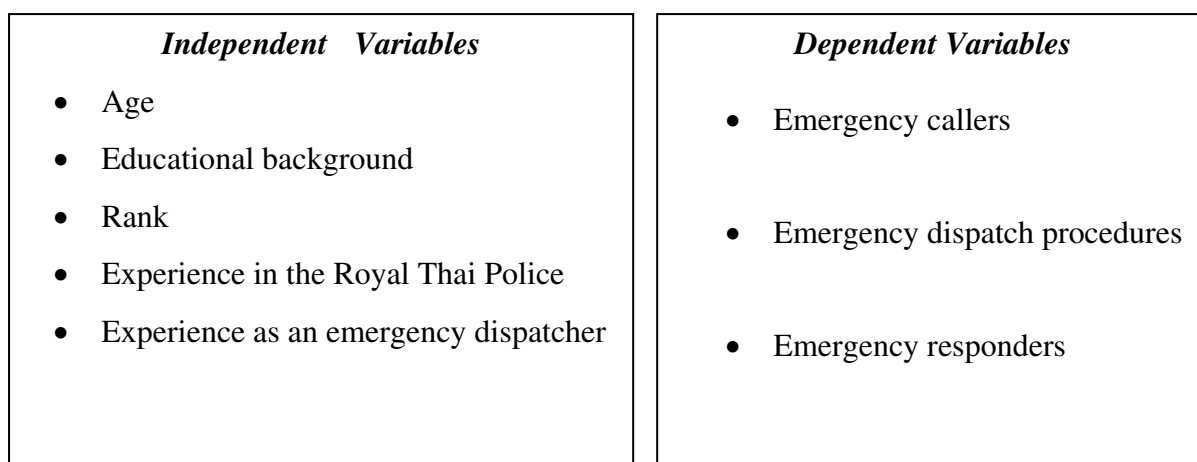 Independent Variables
• Age
• Educational background
• Rank
• Experience in the Royal Thai Police
• Experience as an emergency dispatcher
Dependent Variables
• Emergency callers
• Emergency dispatch procedures
• Emergency responders